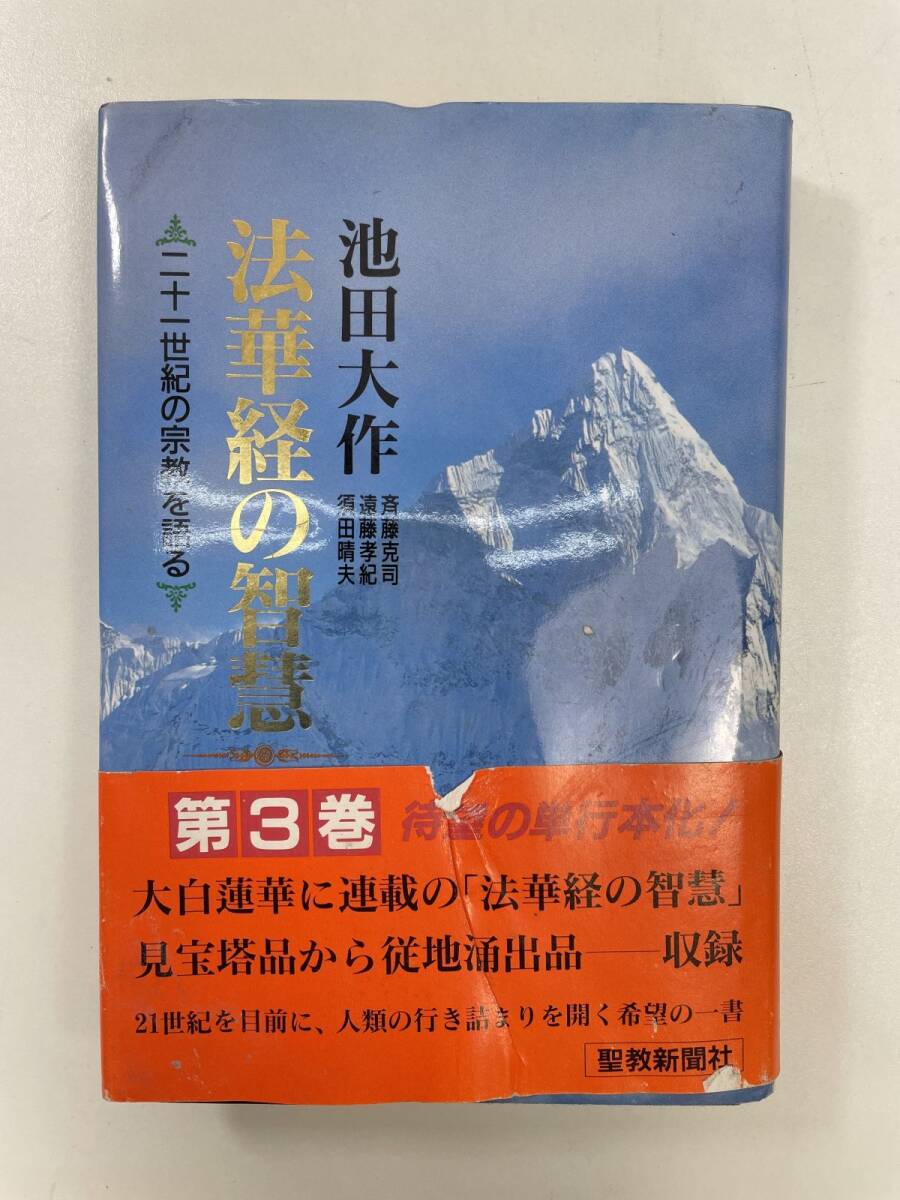 池田大作
斉藤克司
遠藤孝紀
須田晴夫
法華経の智慧
二十一世紀の宗教を語る
第3巻
待望の単行本化!
大白蓮華に連載の「法華経の智慧」
見宝塔品から従地涌出品――収録
21世紀を目前に、人類の行き詰まりを開く希望の一書
聖教新聞社